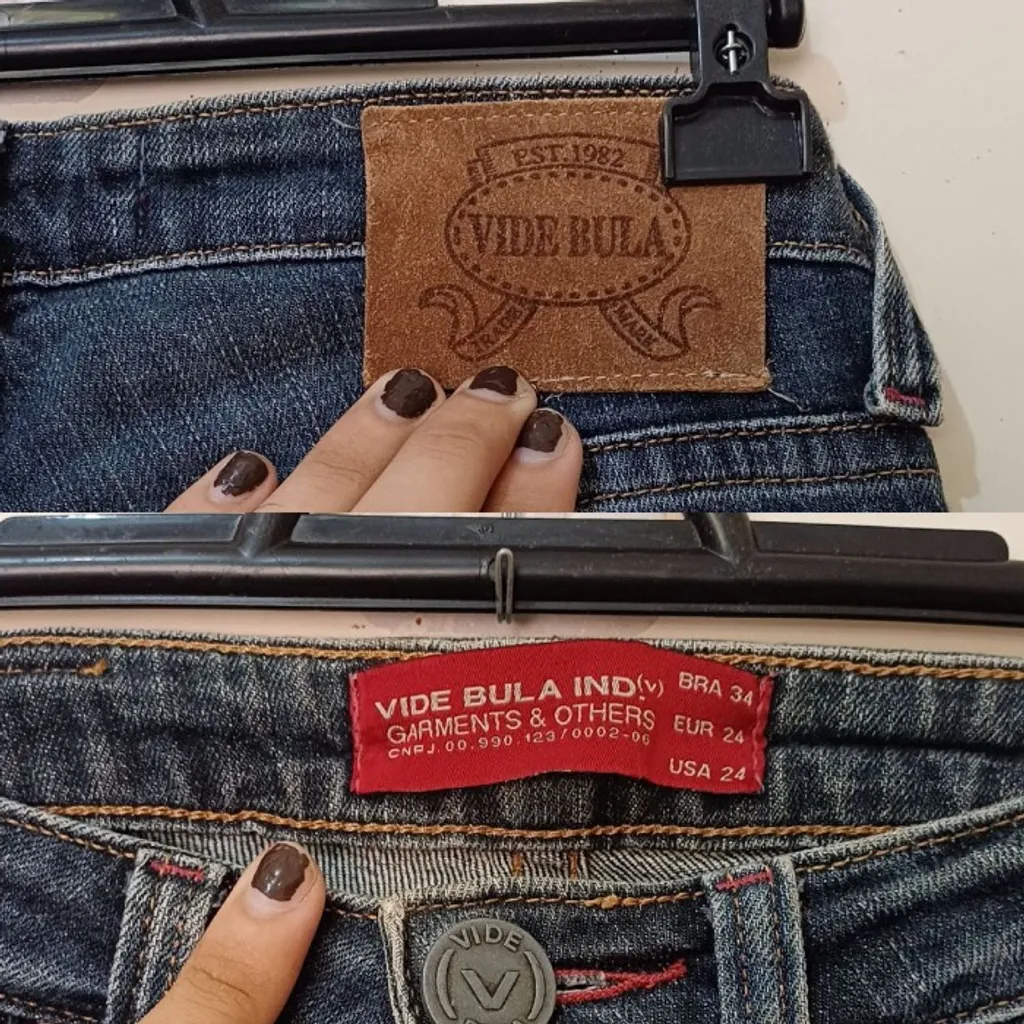 EST. 1982
VIDE BULA
TRADE MARK
VIDE BULA IND(v)
GARMENTS & OTHERS
CNPJ.00.990.123/0002-06
BRA 34
EUR 24
USA 24
VIDE
V